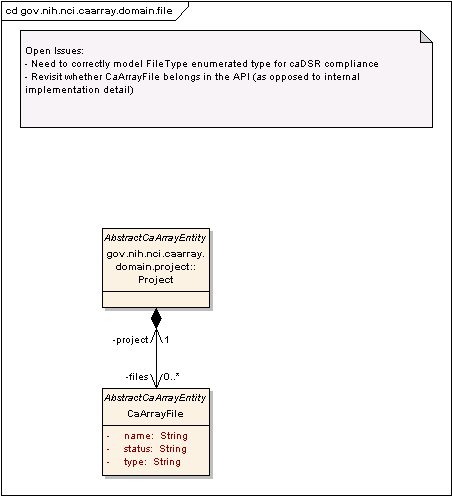 cd gov.nih.nci.caarray.domain.file
Open Issues:
- Need to correctly model FileType enumerated type for caDSR compliance
- Revisit whether CaArrayFile belongs in the API (as opposed to internal
implementation detail)
AbstractCaArrayEntity
gov.nih.nci.caarray.
domain.project::
Project
-project 1
-files 0..*
AbstractCaArrayEntity
CaArrayFile
- name: String
- status: String
- type: String